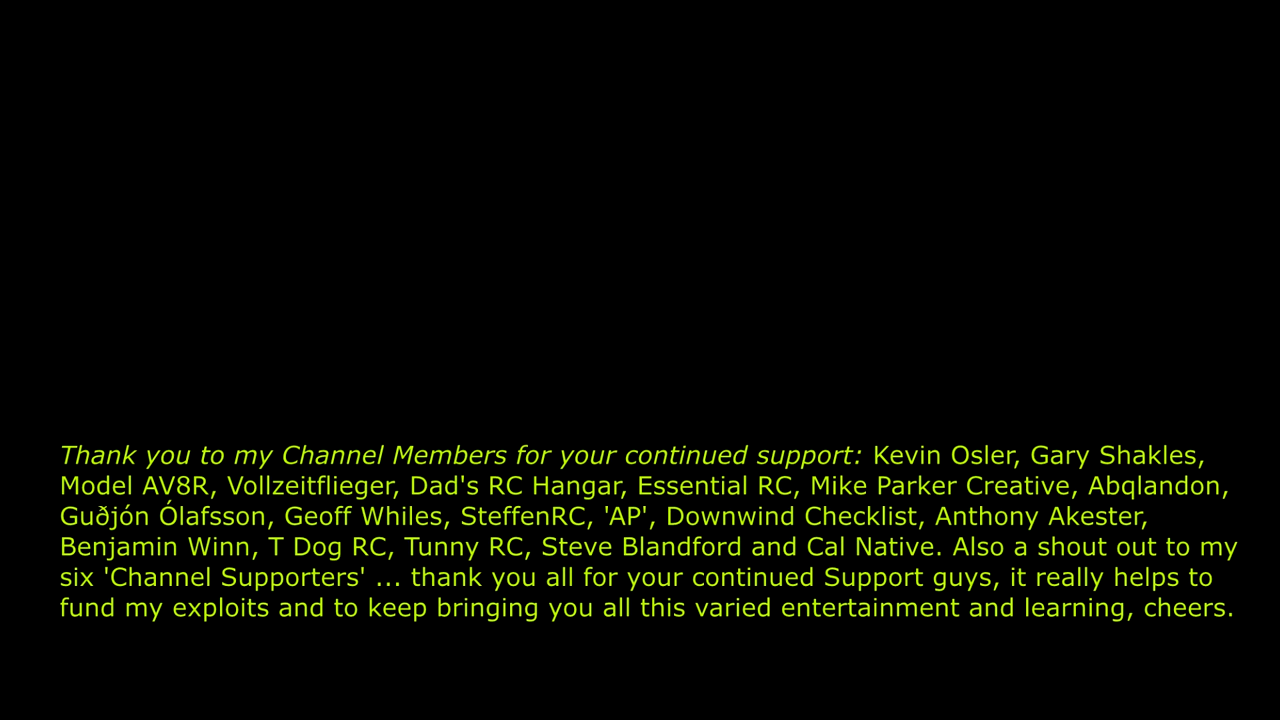 Thank you to my Channel Members for your continued support: Kevin Osler, Gary Shakles,
Model AV8R, Vollzeitflieger, Dad's RC Hangar, Essential RC, Mike Parker Creative, Abqlandon,
Guðjón Ólafsson, Geoff Whiles, SteffenRC, 'AP', Downwind Checklist, Anthony Akester,
Benjamin Winn, T Dog RC, Tunny RC, Steve Blandford and Cal Native. Also a shout out to my
six 'Channel Supporters' ... thank you all for your continued Support guys, it really helps to
fund my exploits and to keep bringing you all this varied entertainment and learning, cheers.